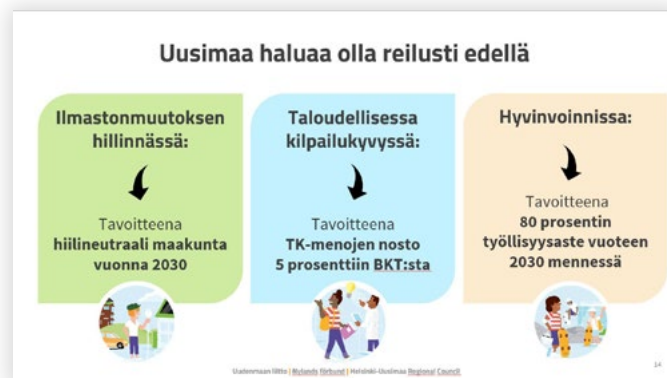 Uusimaa haluaa olla reilusti edellä
Ilmastonmuutoksen
hillinnässä:
Tavoitteena
hiilineutraali maakunta
vuonna 2030
Taloudellisessa
kilpailukyvyssä:
Tavoitteena
TK-menojen nosto
5 prosenttiin BKT:sta
Hyvinvoinnissa:
Tavoitteena
80 prosentin
työllisyysaste vuoteen
2030 mennessä
Uudenmaan liitto | Nylands förbund | Helsinki-Uusimaa Regional Council
14